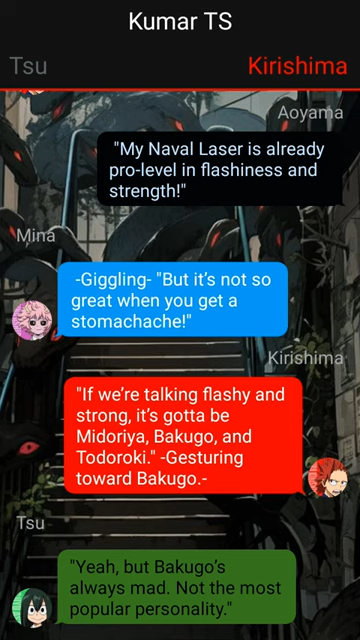 Kumar TS
Tsu
Kirishima
Aoyama
"My Naval Laser is already
pro-level in flashiness and
strength!"
Mina
-Giggling- "But it's not so
great when you get a
stomachache!"
Kirishima
"If we're talking flashy and
strong, it's gotta be
Midoriya, Bakugo, and
Todoroki." -Gesturing
toward Bakugo.-
Tsu
"Yeah, but Bakugo's
always mad. Not the most
popular personality."